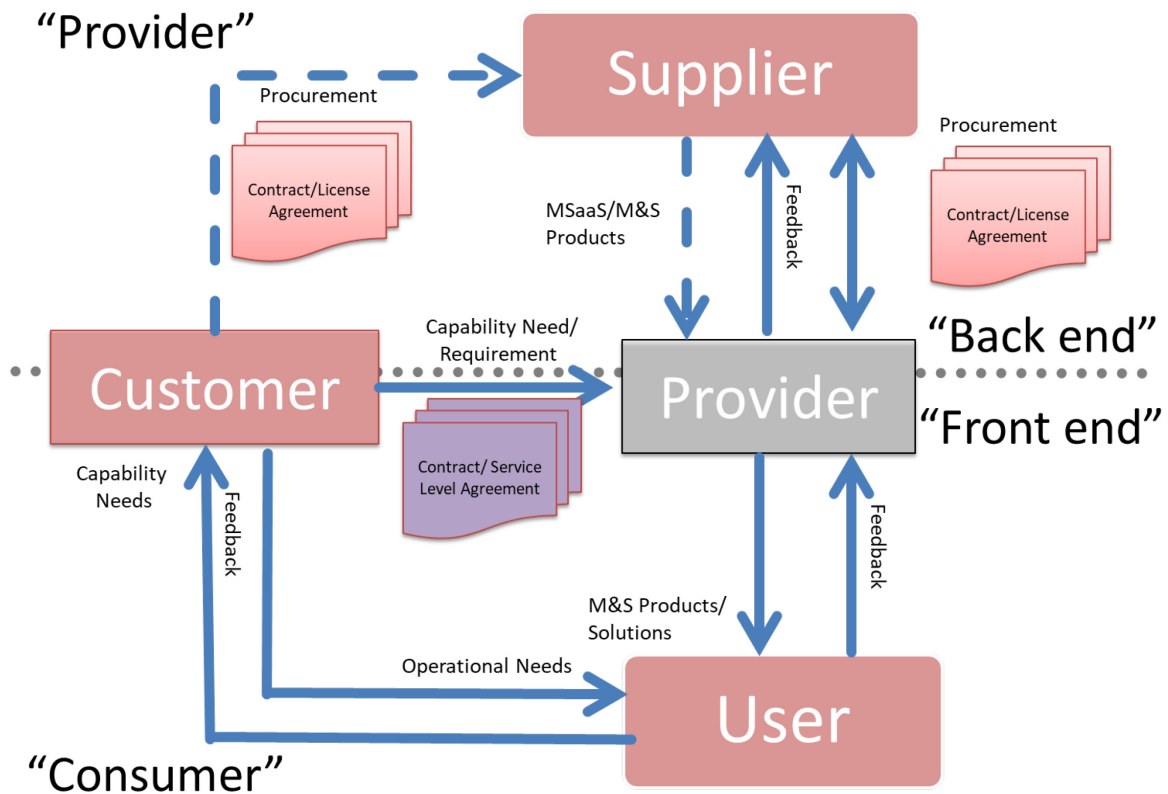 “Provider”
Supplier
Procurement
Contract/License
Agreement
Procurement
Contract/License
Agreement
MSaaS/M&S
Products
Feedback
“Back end”
Customer
Capability Need/
Requirement
Provider
“Front end”
Contract/ Service
Level Agreement
Capability
Needs
Feedback
Feedback
M&S Products/
Solutions
Operational Needs
User
“Consumer”